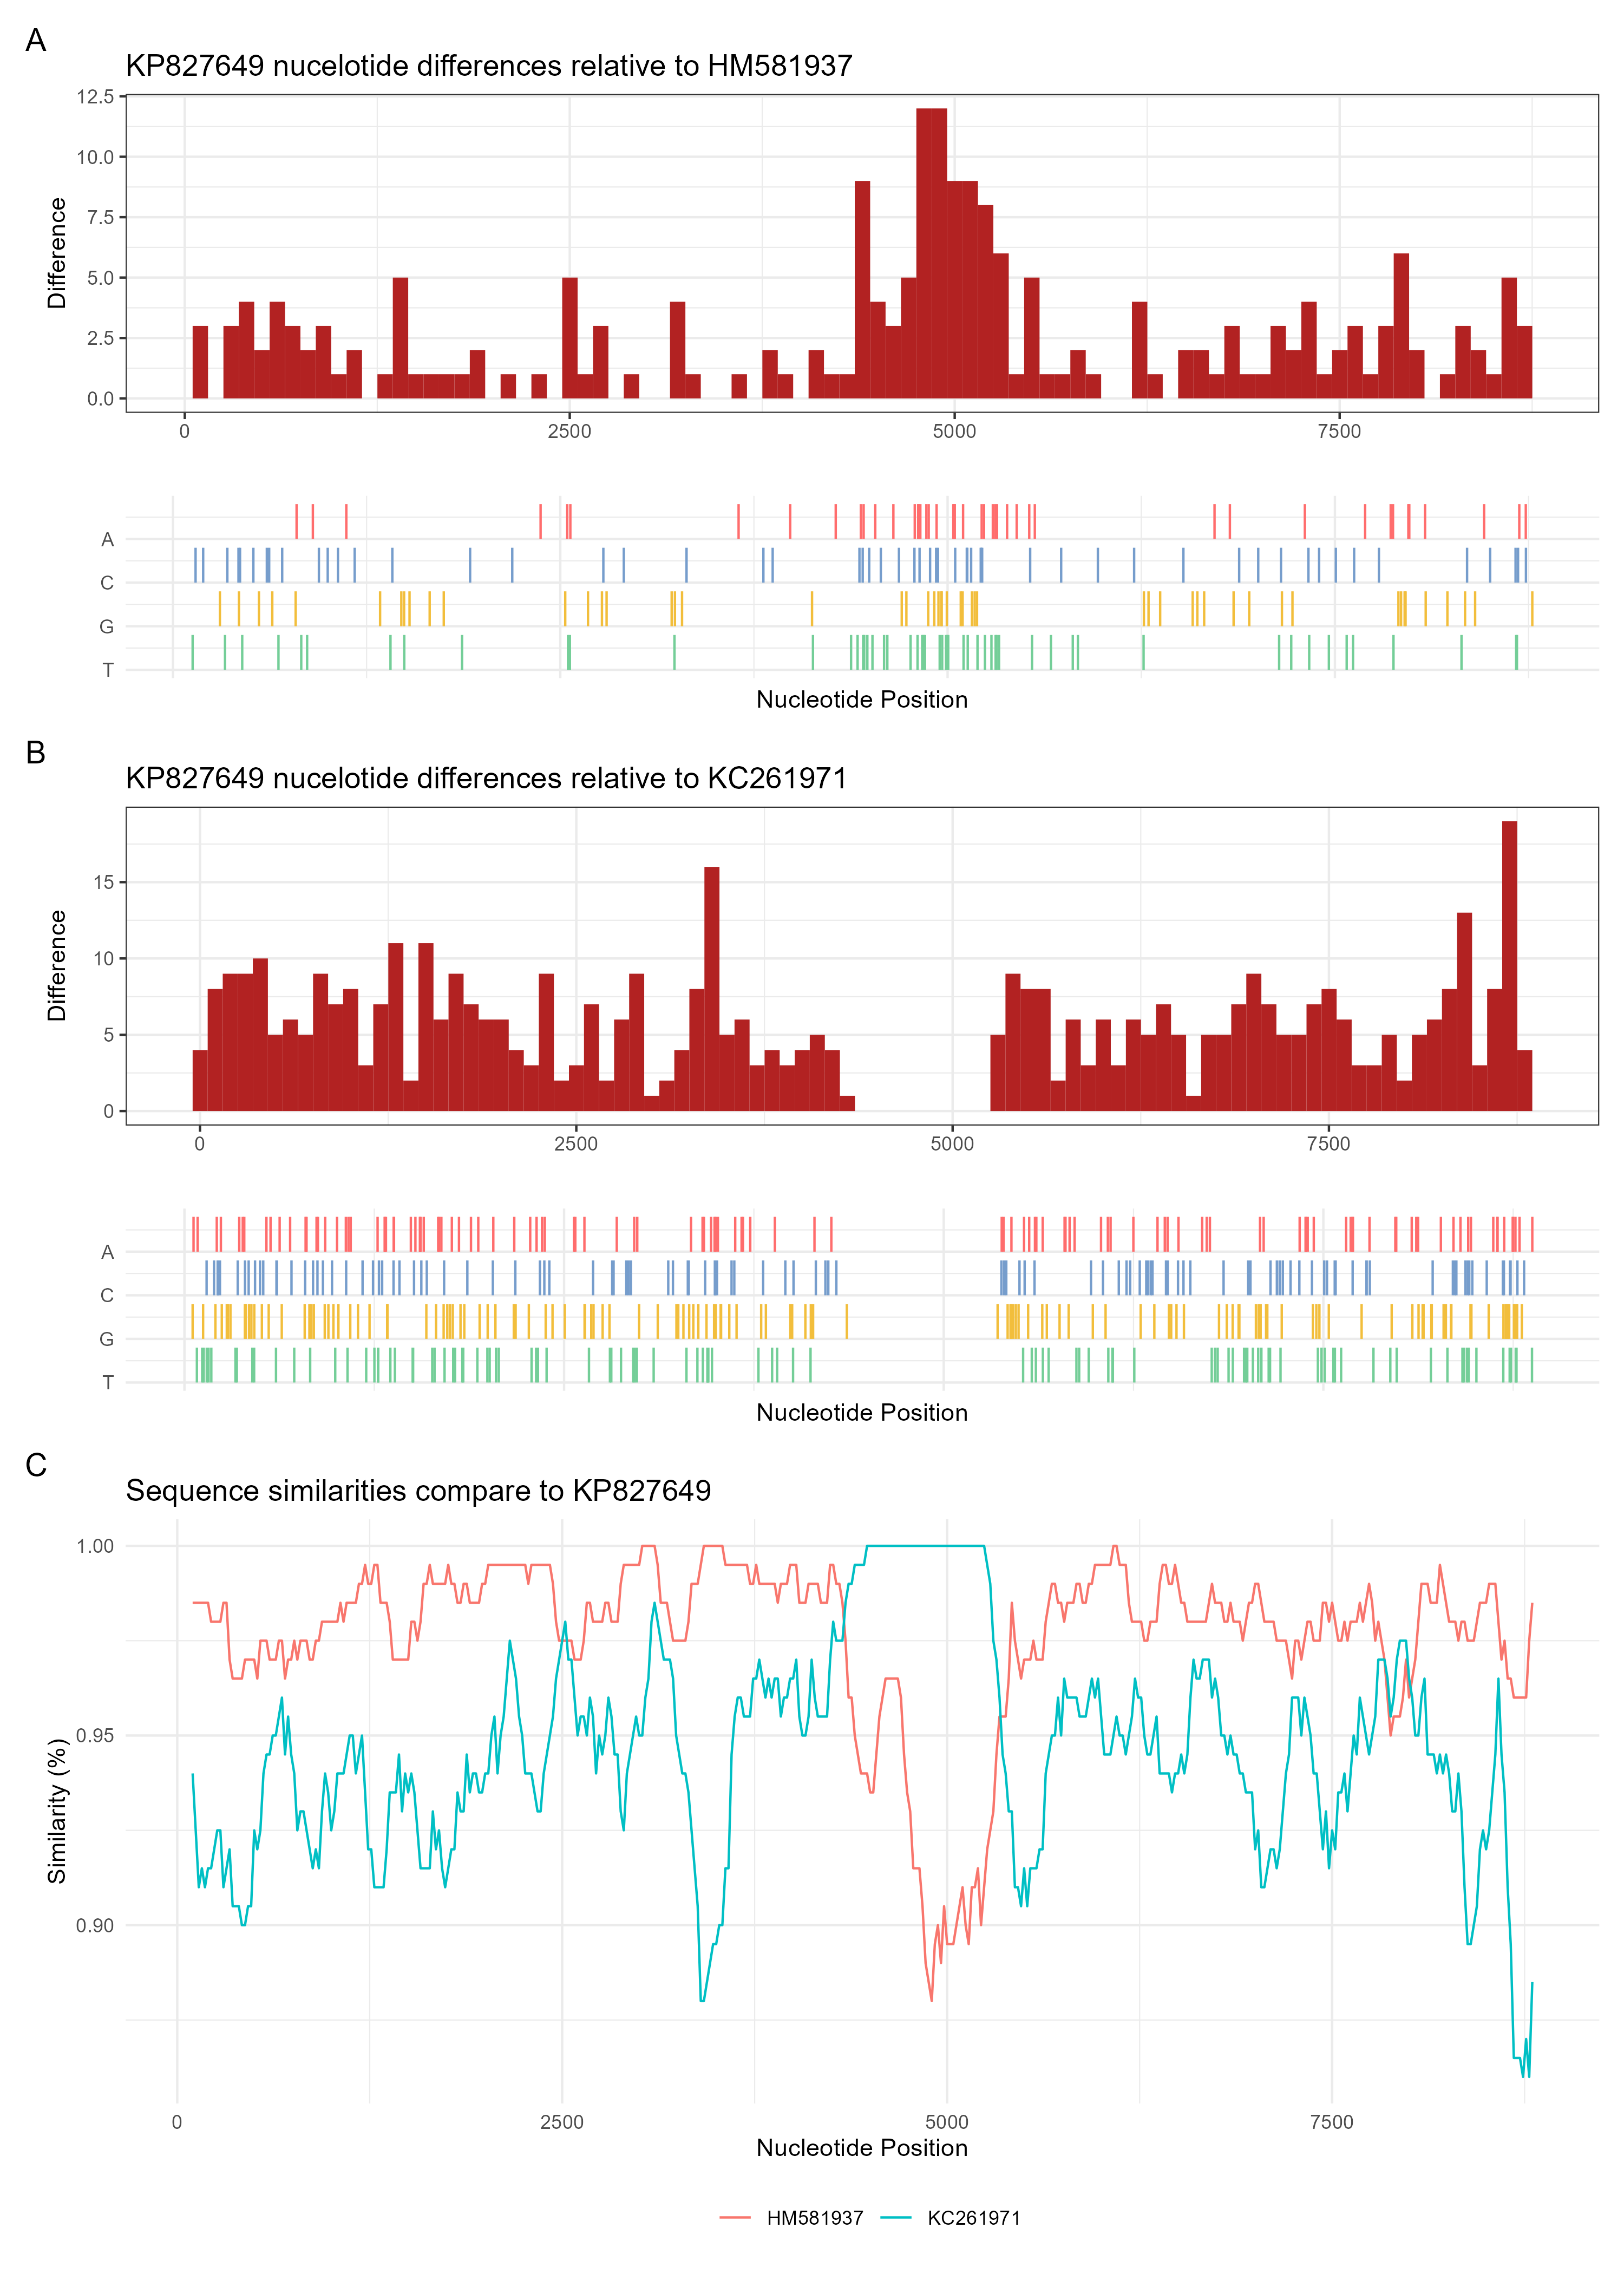 A
KP827649 nucelotide differences relative to HM581937
12.5
10.0
7.5
5.0
2.5
0.0
Difference
0 2500 5000 7500
A
C
G
T
Nucleotide Position
B
KP827649 nucelotide differences relative to KC261971
15
10
5
0
Difference
0 2500 5000 7500
A
C
G
T
Nucleotide Position
C
Sequence similarities compare to KP827649
1.00
0.95
0.90
Similarity (%)
0 2500 5000 7500
Nucleotide Position
HM581937 KC261971